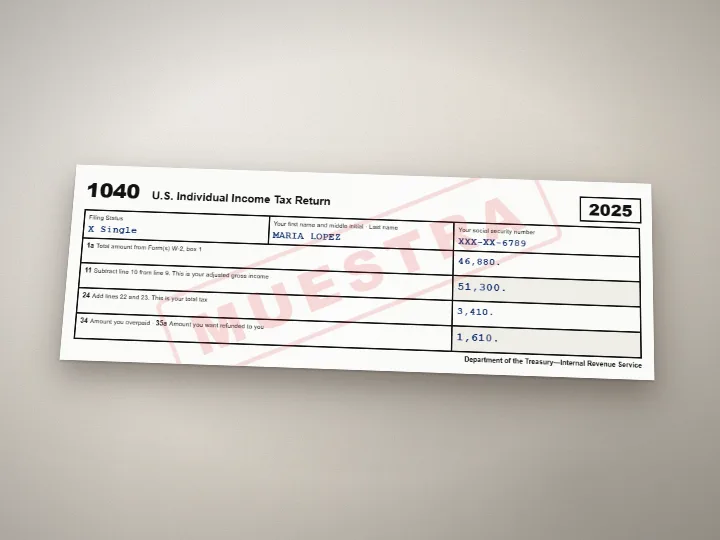 1040 U.S. Individual Income Tax Return 2025
Filing Status Your first name and middle initial · Last name Your social security number
X Single MARIA LOPEZ XXX-XX-6789
1a Total amount from Form(s) W-2, box 1 46,880.
11 Subtract line 10 from line 9. This is your adjusted gross income 51,300.
24 Add lines 22 and 23. This is your total tax 3,410.
34 Amount you overpaid · 35a Amount you want refunded to you 1,610.
Department of the Treasury—Internal Revenue Service
MUESTRA